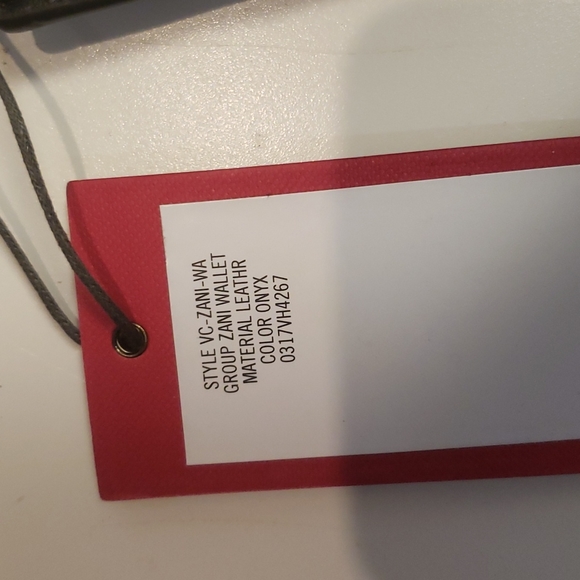 STYLE VC-ZANI-WA
GROUP ZANI WALLET
MATERIAL LEATHR
COLOR ONYX
0317VH4267